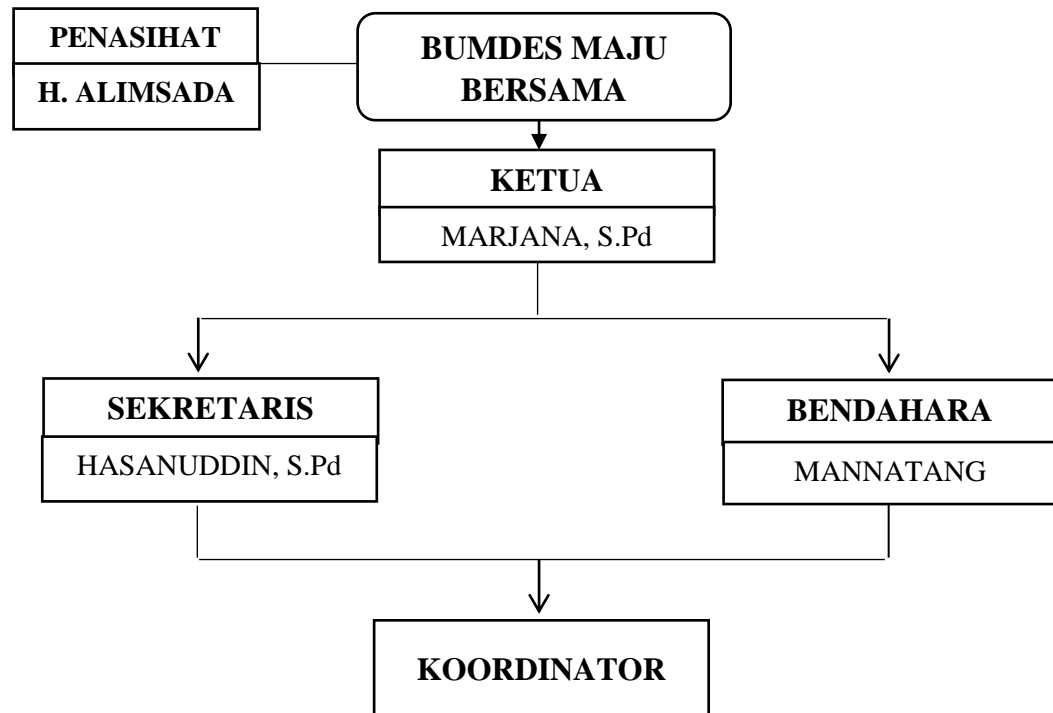 PENASIHAT
H. ALIMSADA
BUMDES MAJU
BERSAMA
KETUA
MARJANA, S.Pd
SEKRETARIS
HASANUDDIN, S.Pd
BENDAHARA
MANNATANG
KOORDINATOR